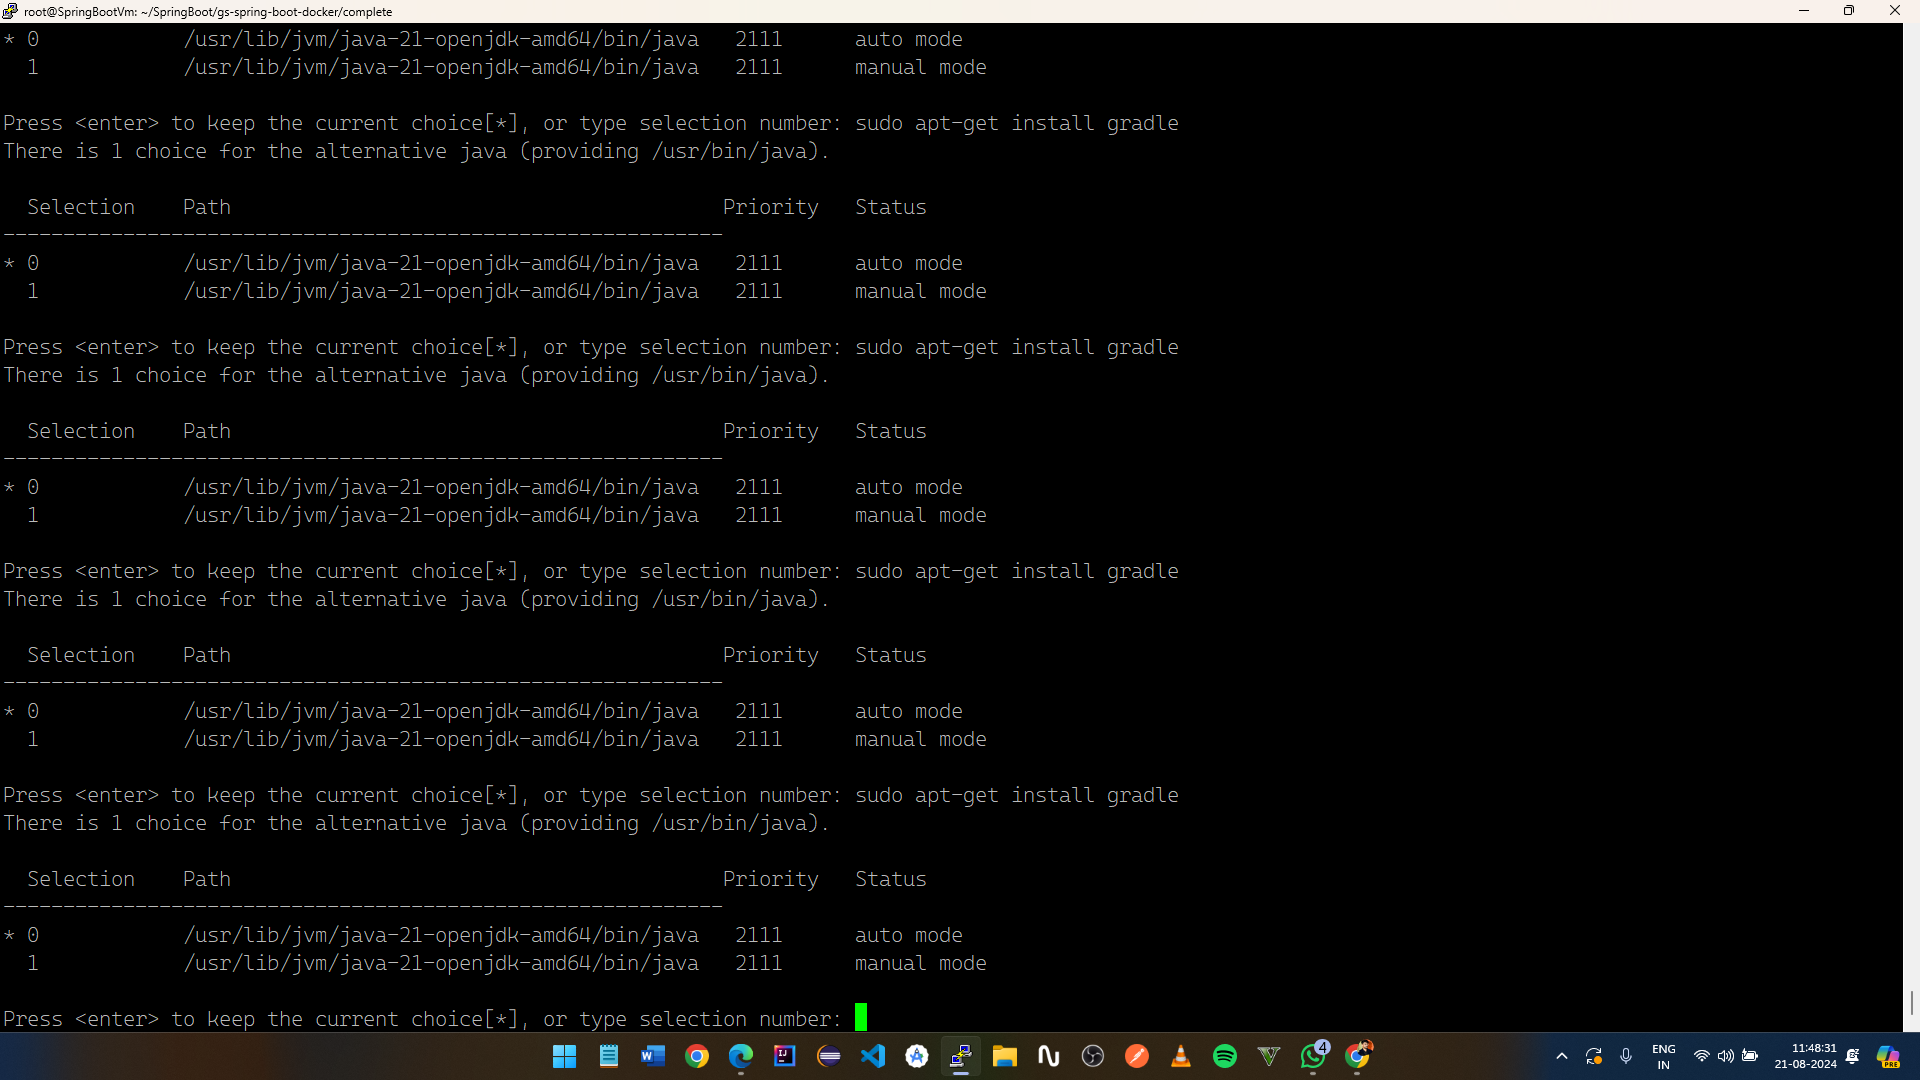 root@SpringBootVm: ~/SpringBoot/gs-spring-boot-docker/complete
* 0            /usr/lib/jvm/java-21-openjdk-amd64/bin/java   2111      auto mode
  1            /usr/lib/jvm/java-21-openjdk-amd64/bin/java   2111      manual mode
Press <enter> to keep the current choice[*], or type selection number: sudo apt-get install gradle
There is 1 choice for the alternative java (providing /usr/bin/java).
  Selection    Path                                         Priority   Status
------------------------------------------------------------
* 0            /usr/lib/jvm/java-21-openjdk-amd64/bin/java   2111      auto mode
  1            /usr/lib/jvm/java-21-openjdk-amd64/bin/java   2111      manual mode
Press <enter> to keep the current choice[*], or type selection number: sudo apt-get install gradle
There is 1 choice for the alternative java (providing /usr/bin/java).
  Selection    Path                                         Priority   Status
------------------------------------------------------------
* 0            /usr/lib/jvm/java-21-openjdk-amd64/bin/java   2111      auto mode
  1            /usr/lib/jvm/java-21-openjdk-amd64/bin/java   2111      manual mode
Press <enter> to keep the current choice[*], or type selection number: sudo apt-get install gradle
There is 1 choice for the alternative java (providing /usr/bin/java).
  Selection    Path                                         Priority   Status
------------------------------------------------------------
* 0            /usr/lib/jvm/java-21-openjdk-amd64/bin/java   2111      auto mode
  1            /usr/lib/jvm/java-21-openjdk-amd64/bin/java   2111      manual mode
Press <enter> to keep the current choice[*], or type selection number: sudo apt-get install gradle
There is 1 choice for the alternative java (providing /usr/bin/java).
  Selection    Path                                         Priority   Status
------------------------------------------------------------
* 0            /usr/lib/jvm/java-21-openjdk-amd64/bin/java   2111      auto mode
  1            /usr/lib/jvm/java-21-openjdk-amd64/bin/java   2111      manual mode
Press <enter> to keep the current choice[*], or type selection number:
4
ENG
IN
11:48:31
21-08-2024
PRE